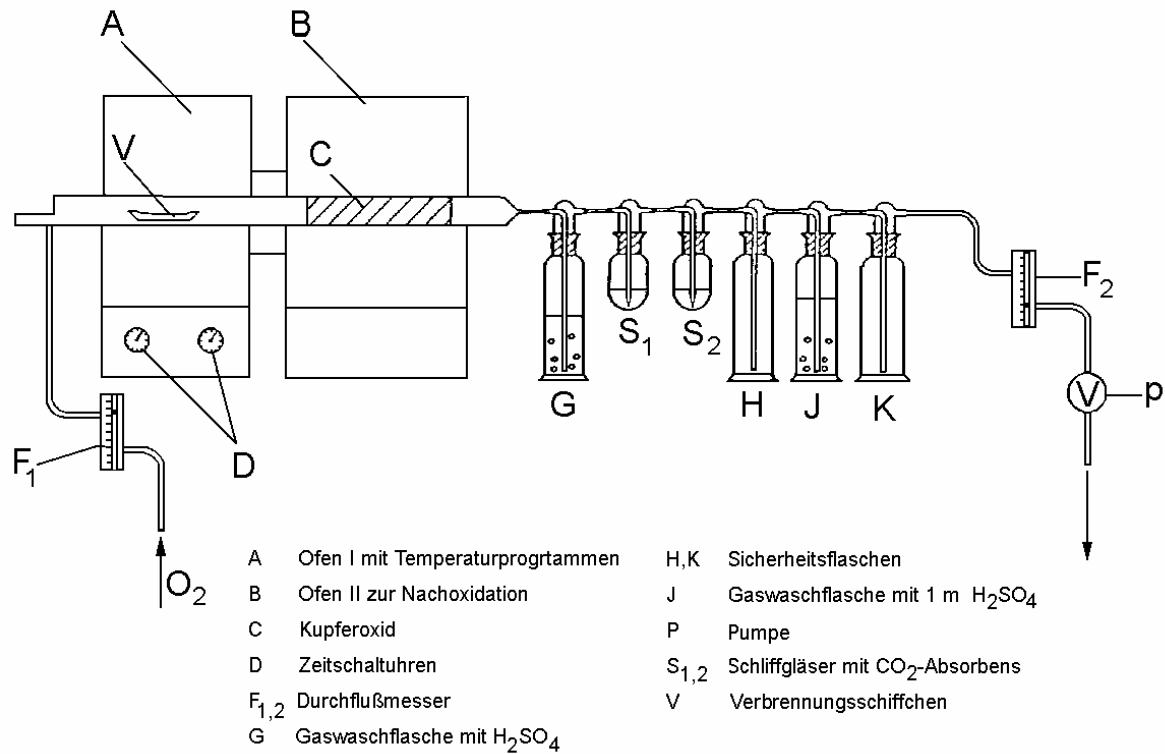 A
B
V
C
S₁
S₂
F₂
G
H
J
K
V
p
F₁
D
O₂
A Ofen I mit Temperaturprogrtammen
B Ofen II zur Nachoxidation
C Kupferoxid
D Zeitschaltuhren
F₁,₂ Durchflußmesser
G Gaswaschflasche mit H₂SO₄
H,K Sicherheitsflaschen
J Gaswaschflasche mit 1 m H₂SO₄
P Pumpe
S₁,₂ Schliffgläser mit CO₂-Absorbens
V Verbrennungsschiffchen